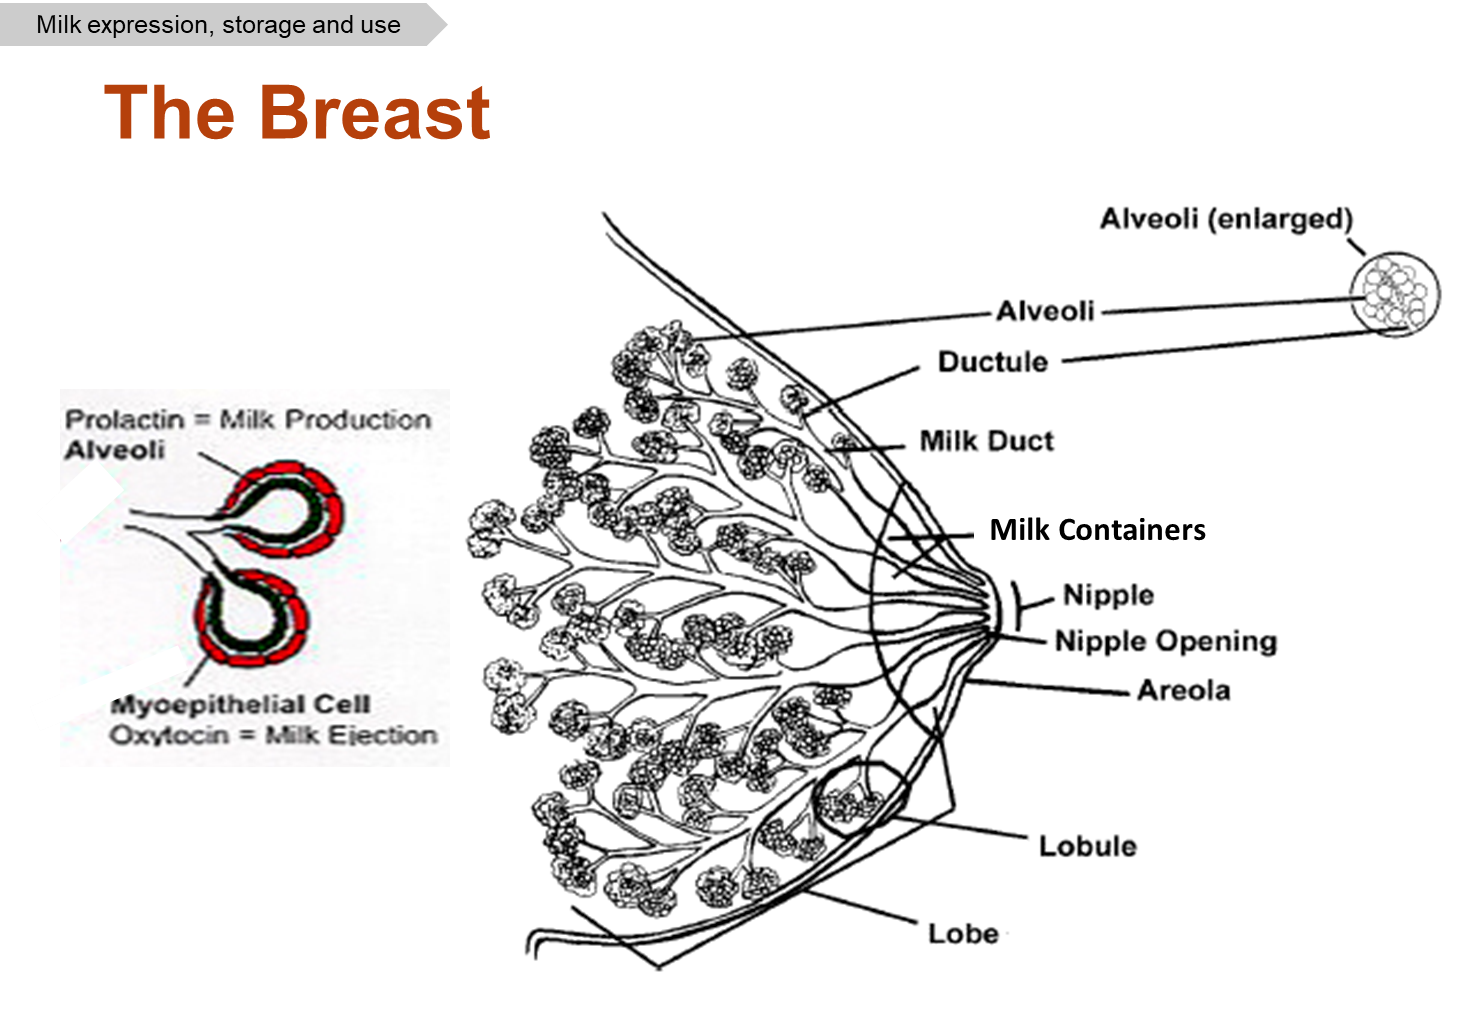 Milk expression, storage and use
The Breast
Alveoli (enlarged)
Alveoli
Ductule
Milk Duct
Milk Containers
Nipple
Nipple Opening
Areola
Lobule
Lobe
Prolactin = Milk Production
Alveoli
Myoepithelial Cell
Oxytocin = Milk Ejection